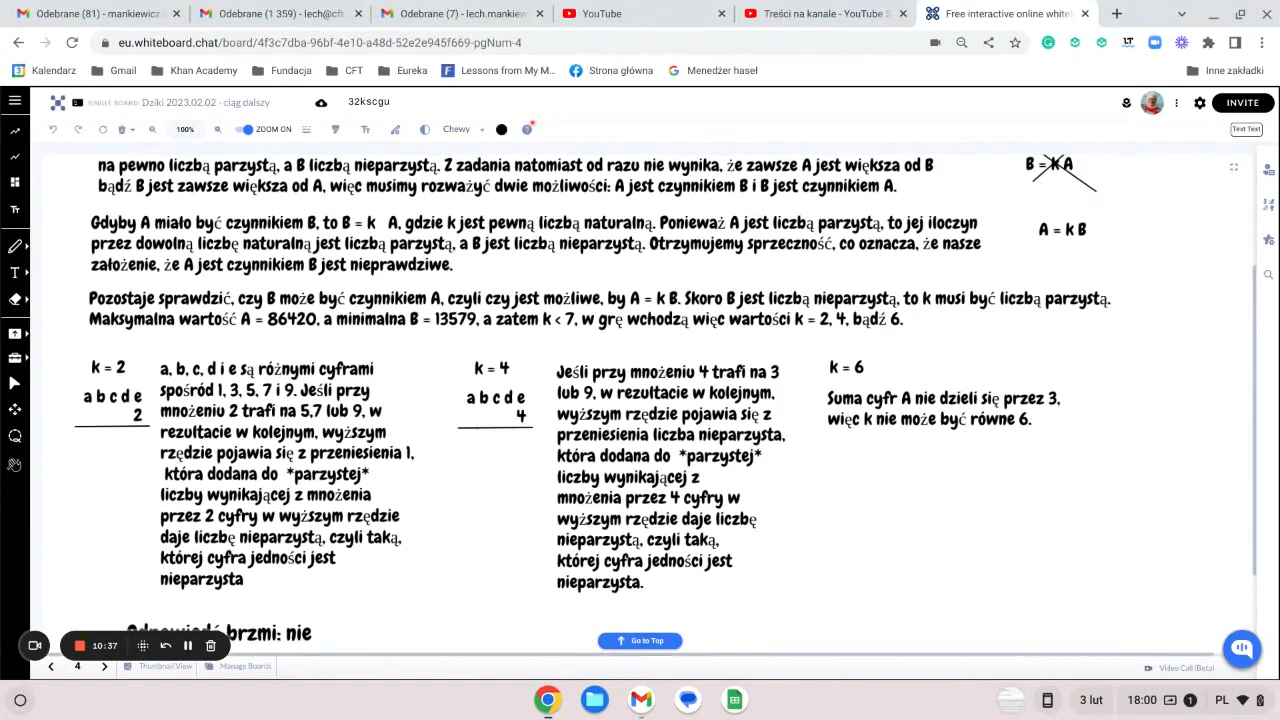 Odebrane (81) - mankiewicz.
Odebrane (1 359) - lech@cft
Odebrane (7) - lech.mankiew
YouTube
Treści na kanale - YouTube S
Free interactive online white
eu.whiteboard.chat/board/4f3c7dba-96bf-4e10-a48d-52e2e945f669-pgNum-4
Kalendarz
Gmail
Khan Academy
Fundacja
CFT
Eureka
Lessons from My M...
Strona główna
Menedżer haseł
Inne zakładki
SINGLE BOARD: Dziki 2023.02.02 - ciąg dalszy
32kscgu
INVITE
100%
ZOOM ON
Chewy
Text Text
na pewno liczbą parzystą, a B liczbą nieparzystą. Z zadania natomiast od razu nie wynika, że zawsze A jest większa od B
bądź B jest zawsze większa od A, więc musimy rozważyć dwie możliwości: A jest czynnikiem B i B jest czynnikiem A.
B = k A
Gdyby A miało być czynnikiem B, to B = k A, gdzie k jest pewną liczbą naturalną. Ponieważ A jest liczbą parzystą, to jej iloczyn
przez dowolną liczbę naturalną jest liczbą parzystą, a B jest liczbą nieparzystą. Otrzymujemy sprzeczność, co oznacza, że nasze
założenie, że A jest czynnikiem B jest nieprawdziwe.
A = k B
Pozostaje sprawdzić, czy B może być czynnikiem A, czyli czy jest możliwe, by A = k B. Skoro B jest liczbą nieparzystą, to k musi być liczbą parzystą.
Maksymalna wartość A = 86420, a minimalna B = 13579, a zatem k < 7, w grę wchodzą więc wartości k = 2, 4, bądź 6.
k = 2
a b c d e
2
a, b, c, d i e są różnymi cyframi
spośród 1, 3, 5, 7 i 9. Jeśli przy
mnożeniu 2 trafi na 5,7 lub 9, w
rezultacie w kolejnym, wyższym
rzędzie pojawia się z przeniesienia 1,
która dodana do *parzystej*
liczby wynikającej z mnożenia
przez 2 cyfry w wyższym rzędzie
daje liczbę nieparzystą, czyli taką,
której cyfra jedności jest
nieparzysta
k = 4
a b c d e
4
Jeśli przy mnożeniu 4 trafi na 3
lub 9, w rezultacie w kolejnym,
wyższym rzędzie pojawia się z
przeniesienia liczba nieparzysta,
która dodana do *parzystej*
liczby wynikającej z
mnożenia przez 4 cyfry w
wyższym rzędzie daje liczbę
nieparzystą, czyli taką,
której cyfra jedności jest
nieparzysta.
k = 6
Suma cyfr A nie dzieli się przez 3,
więc k nie może być równe 6.
Odpowiedź brzmi: nie
10:37
Go to Top
4
Thumbnail View
Manage Boards
Video Call (Beta)
3 lut
18:00
1
PL